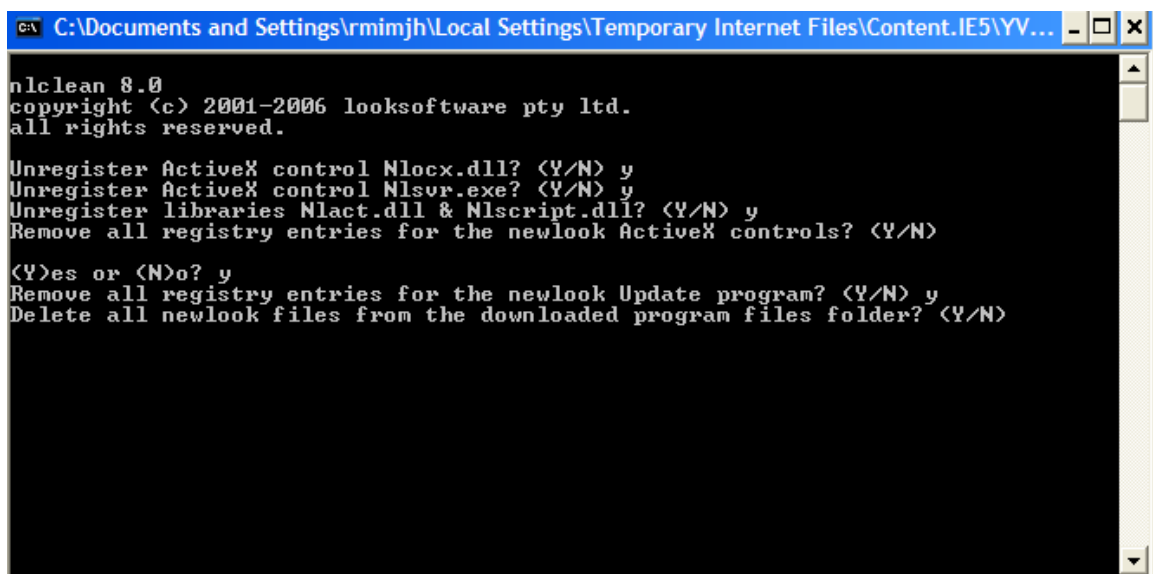 C:\Documents and Settings\rmimjh\Local Settings\Temporary Internet Files\Content.IE5\YV...
nlclean 8.0
copyright (c) 2001-2006 looksoftware pty ltd.
all rights reserved.
Unregister ActiveX control Nlocx.dll? (Y/N) y
Unregister ActiveX control Nlsvr.exe? (Y/N) y
Unregister libraries Nlact.dll & Nlscript.dll? (Y/N) y
Remove all registry entries for the newlook ActiveX controls? (Y/N)
(Y)es or (N)o? y
Remove all registry entries for the newlook Update program? (Y/N) y
Delete all newlook files from the downloaded program files folder? (Y/N)